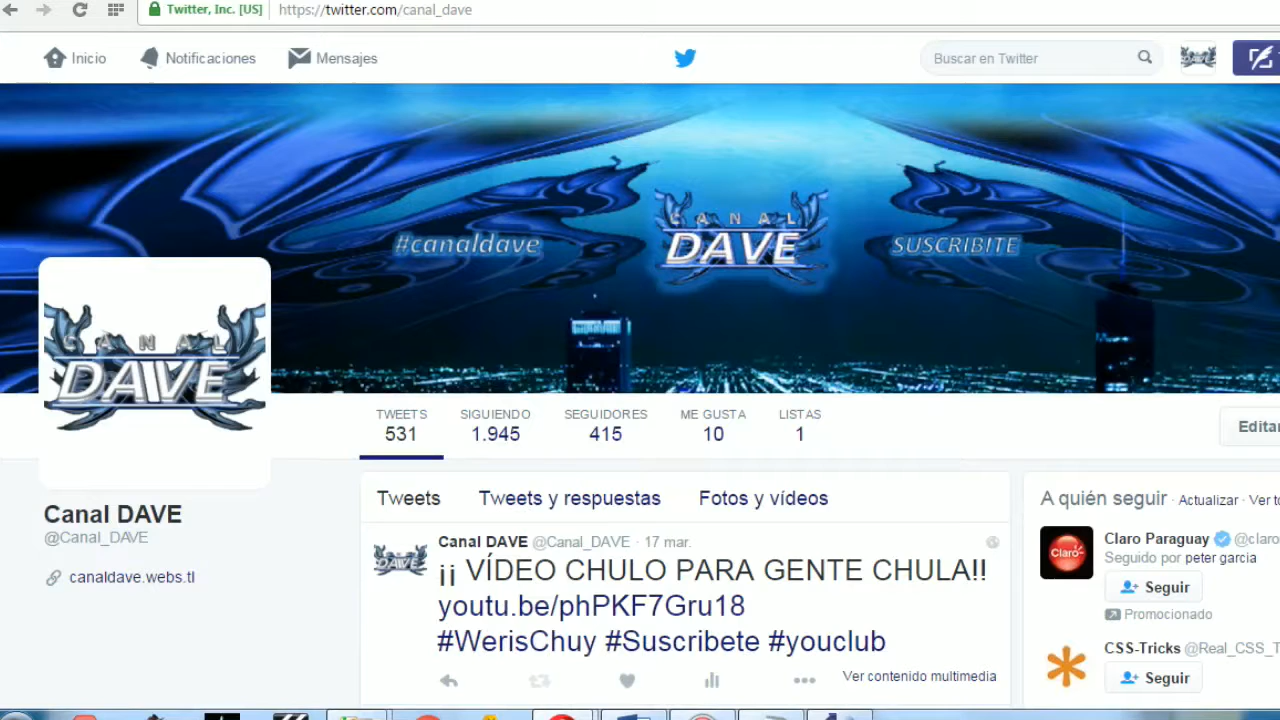 Twitter, Inc. [US]
https://twitter.com/canal_dave
Inicio
Notificaciones
Mensajes
Buscar en Twitter
#canaldave
CANAL
DAVE
SUSCRIBITE
CANAL
DAVE
TWEETS SIGUIENDO SEGUIDORES ME GUSTA LISTAS
531 1.945 415 10 1
Editar
Canal DAVE
@Canal_DAVE
canaldave.webs.tl
Tweets Tweets y respuestas Fotos y vídeos
Canal DAVE @Canal_DAVE · 17 mar.
¡¡ VÍDEO CHULO PARA GENTE CHULA!!
youtu.be/phPKF7Gru18
#WerisChuy #Suscribete #youclub
Ver contenido multimedia
A quién seguir · Actualizar · Ver to
Claro
Claro Paraguay @claro
Seguido por peter garcia
Seguir
Promocionado
CSS-Tricks @Real_CSS_T
Seguir